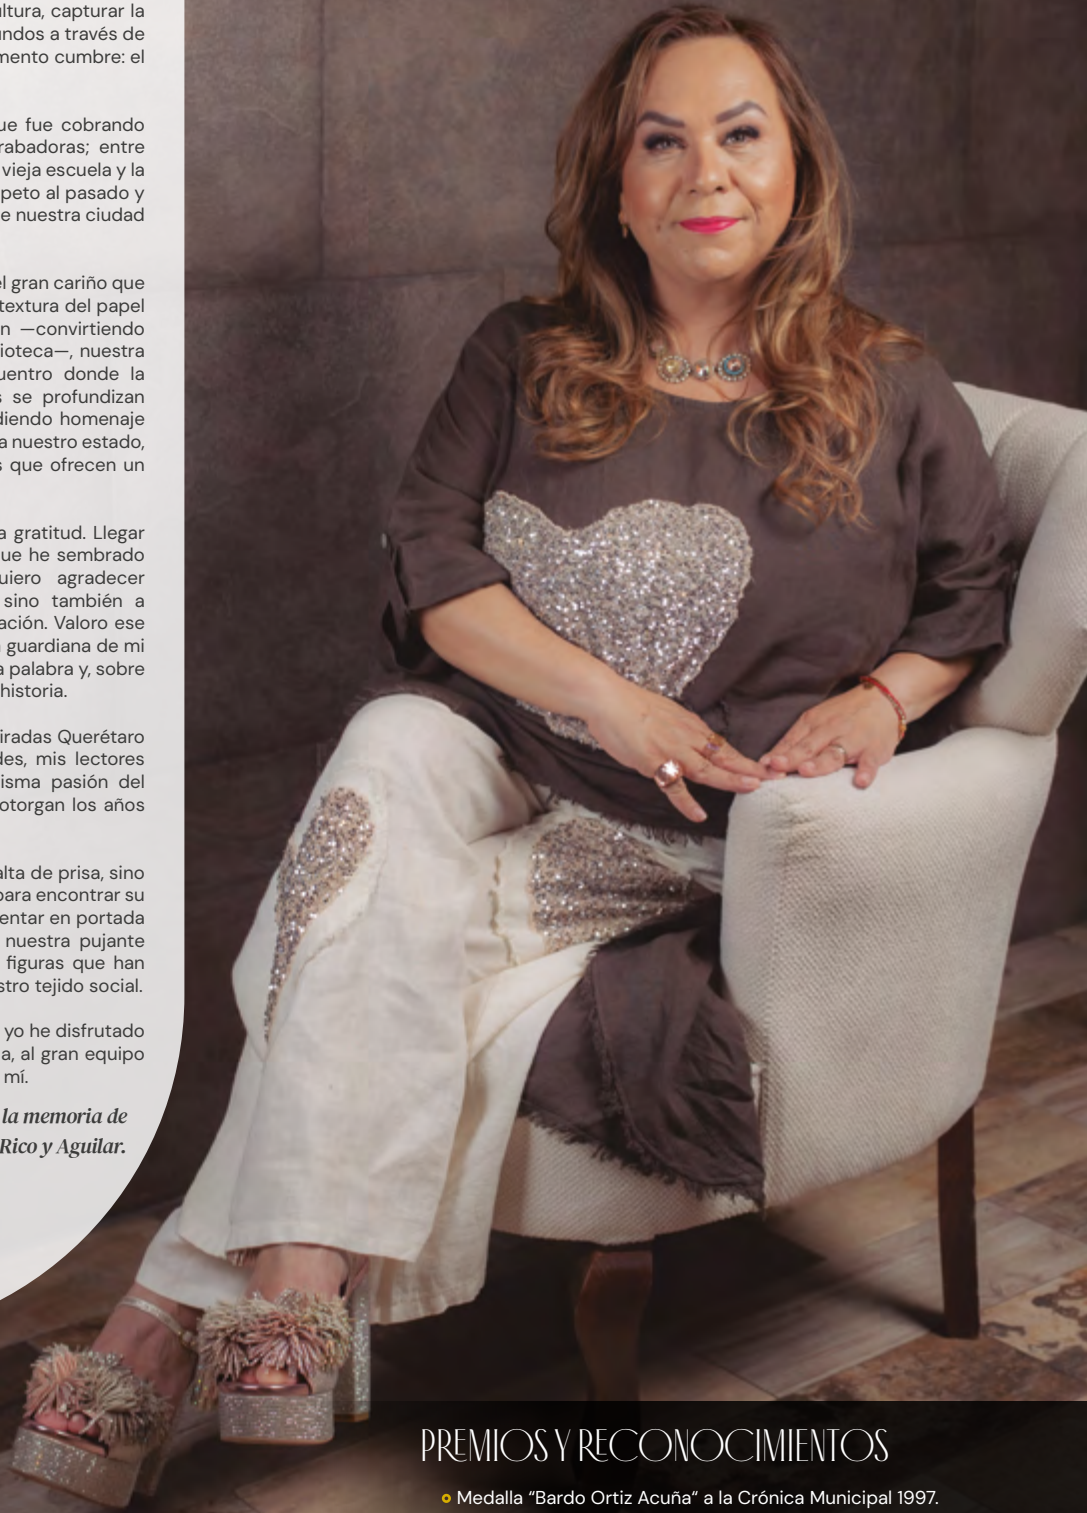 ltura, capturar la
undos a través de
mento cumbre: el
ue fue cobrando
rabadoras; entre
vieja escuela y la
peto al pasado y
e nuestra ciudad
el gran cariño que
textura del papel
n —convirtiendo
ioteca—, nuestra
uentro donde la
s se profundizan
diendo homenaje
a nuestro estado,
s que ofrecen un
a gratitud. Llegar
ue he sembrado
uiero agradecer
sino también a
ación. Valoro ese
guardiana de mi
a palabra y, sobre
historia.
iradas Querétaro
des, mis lectores
isma pasión del
otorgan los años
alta de prisa, sino
para encontrar su
entar en portada
nuestra pujante
figuras que han
stro tejido social.
yo he disfrutado
a, al gran equipo
mí.
la memoria de
Rico y Aguilar.
PREMIOS Y RECONOCIMIENTOS
Medalla “Bardo Ortiz Acuña“ a la Crónica Municipal 1997.